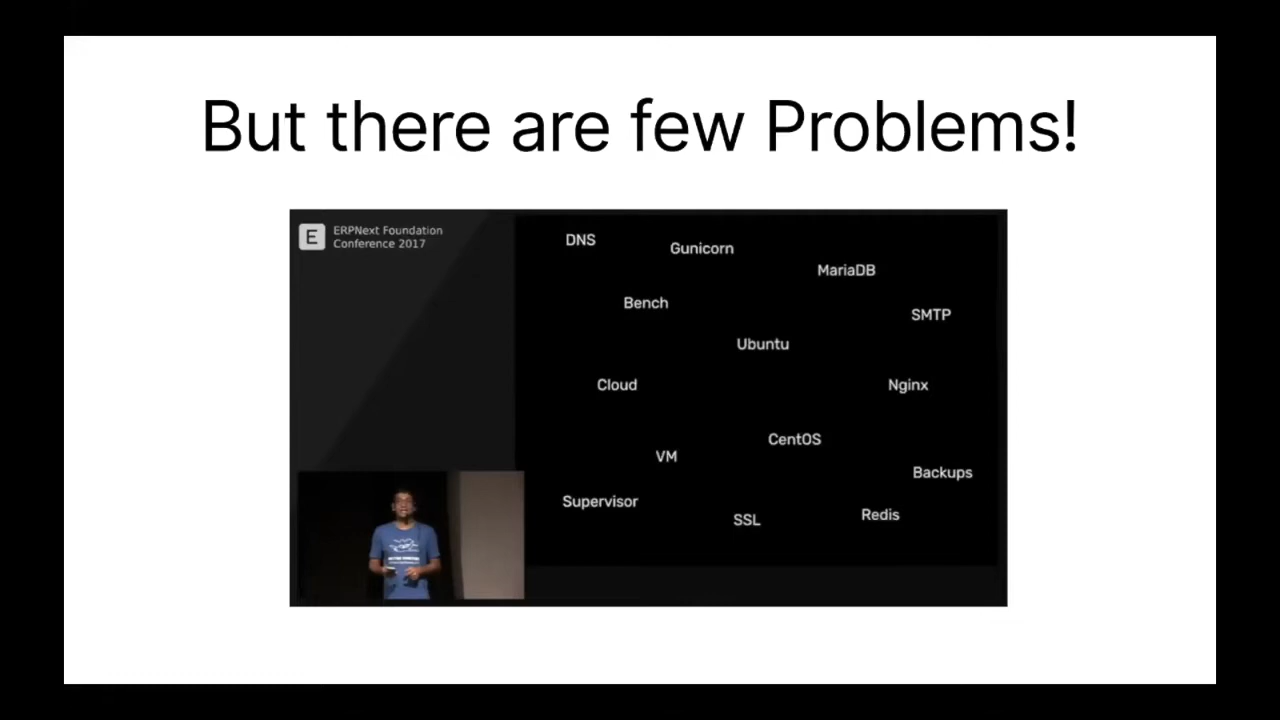 But there are few Problems!
E
ERPNext Foundation
Conference 2017
DNS
Gunicorn
MariaDB
Bench
SMTP
Ubuntu
Cloud
Nginx
CentOS
VM
Backups
Supervisor
SSL
Redis